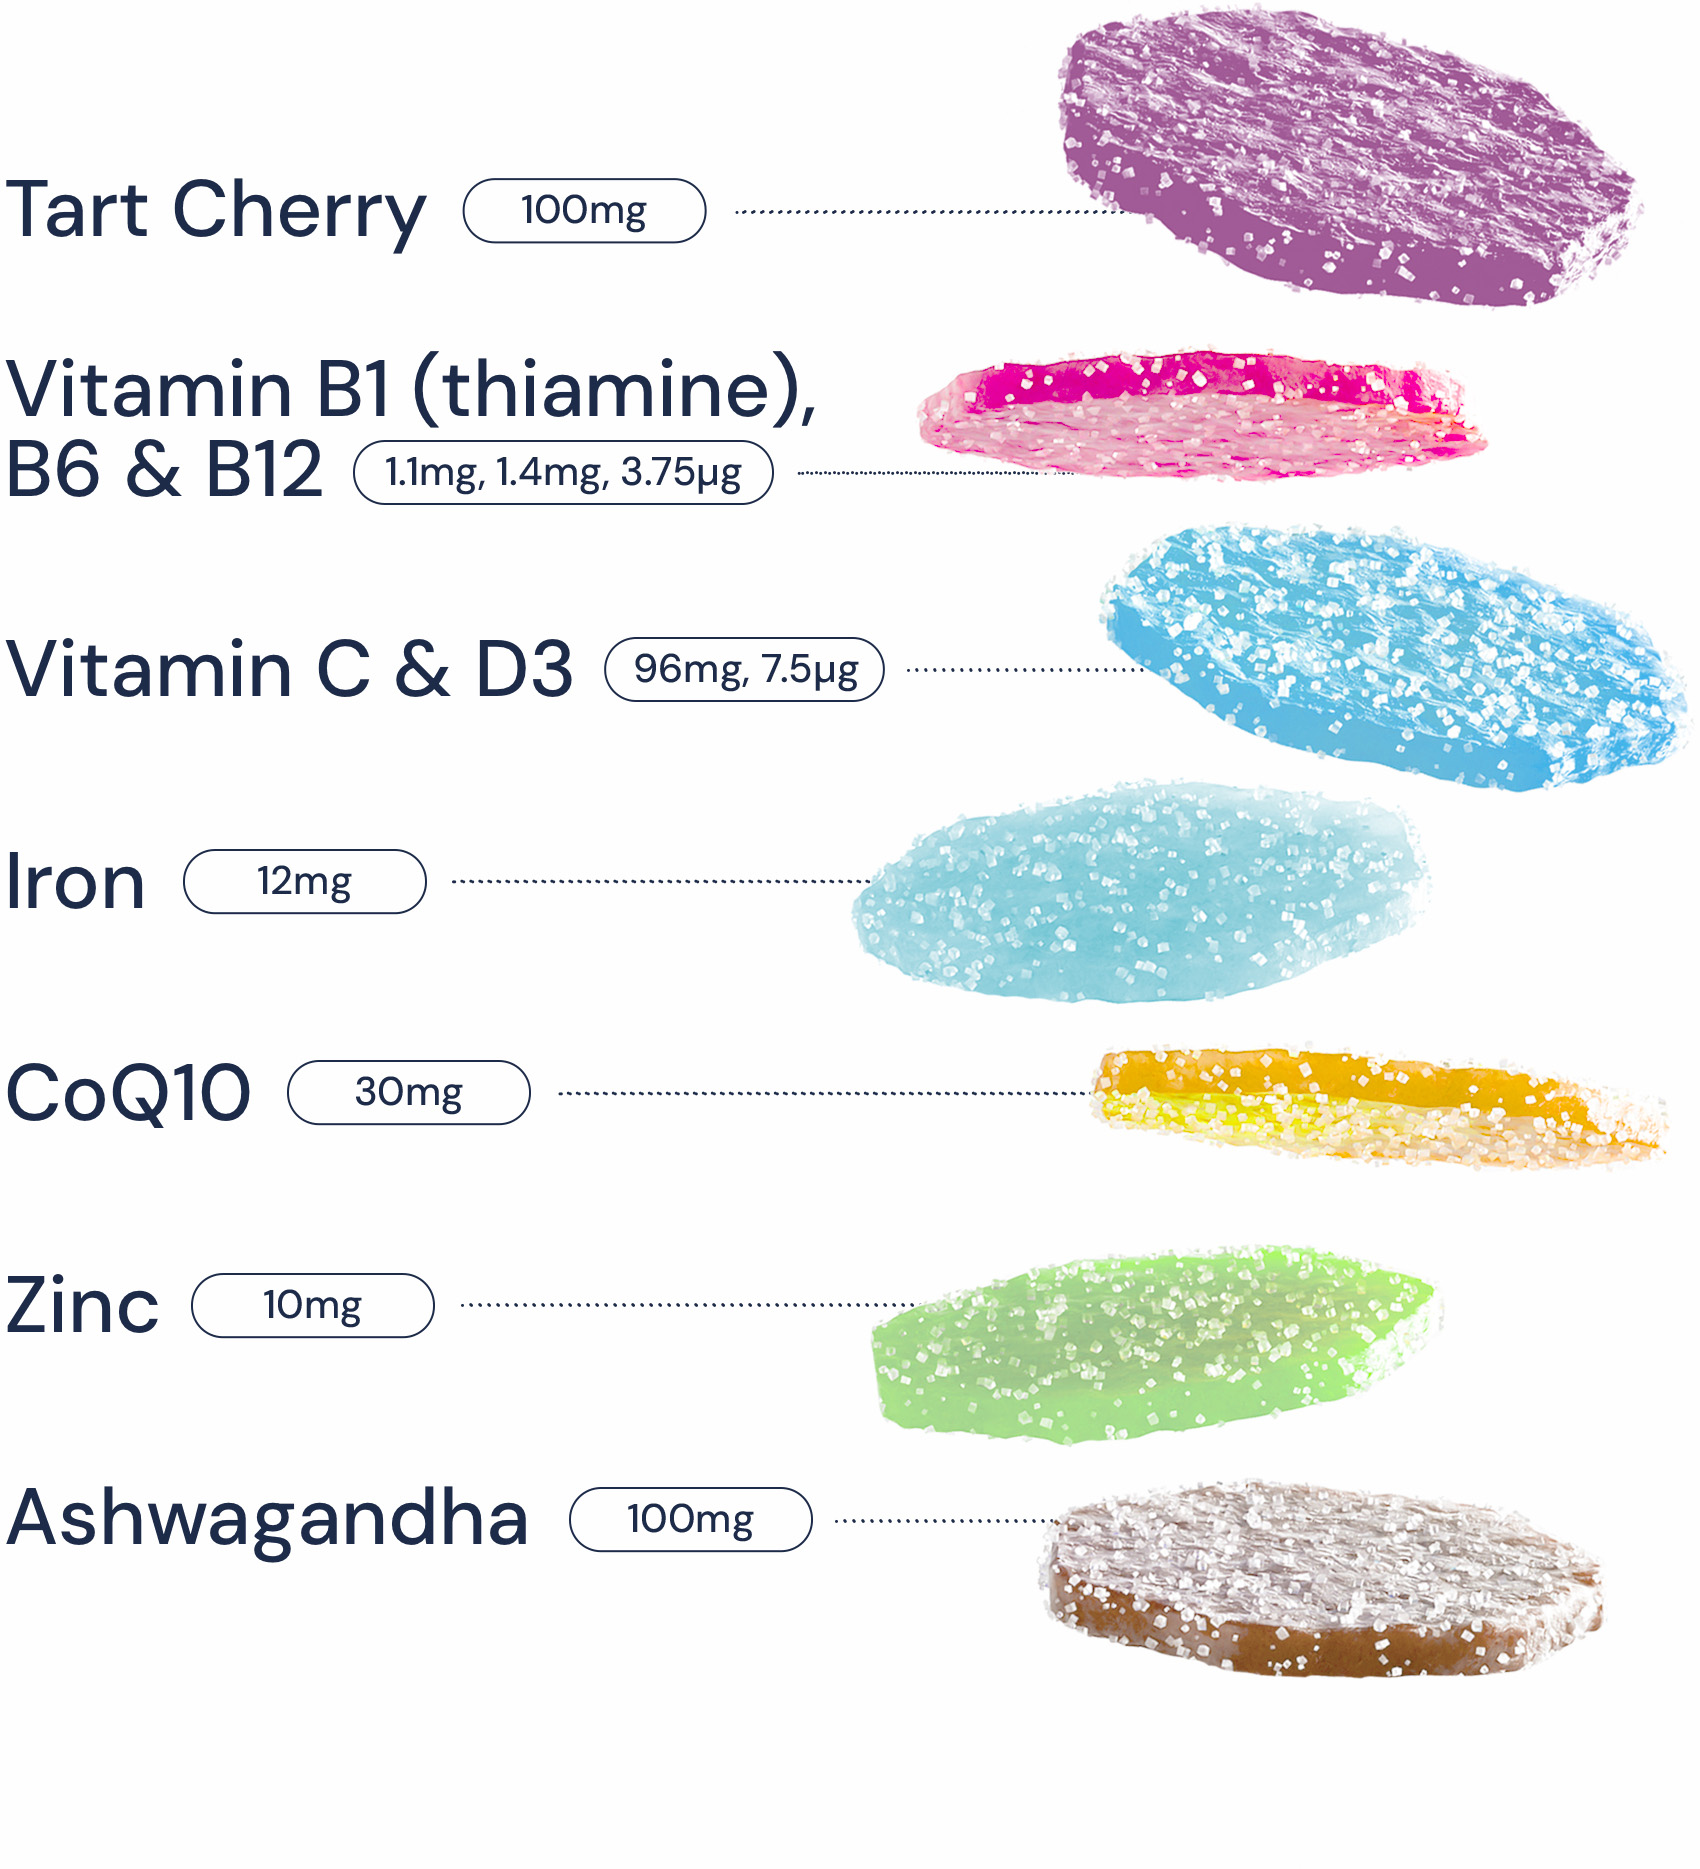 Tart Cherry 100mg
Vitamin B1 (thiamine),
B6 & B12 1.1mg, 1.4mg, 3.75µg
Vitamin C & D3 96mg, 7.5µg
Iron 12mg
CoQ10 30mg
Zinc 10mg
Ashwagandha 100mg